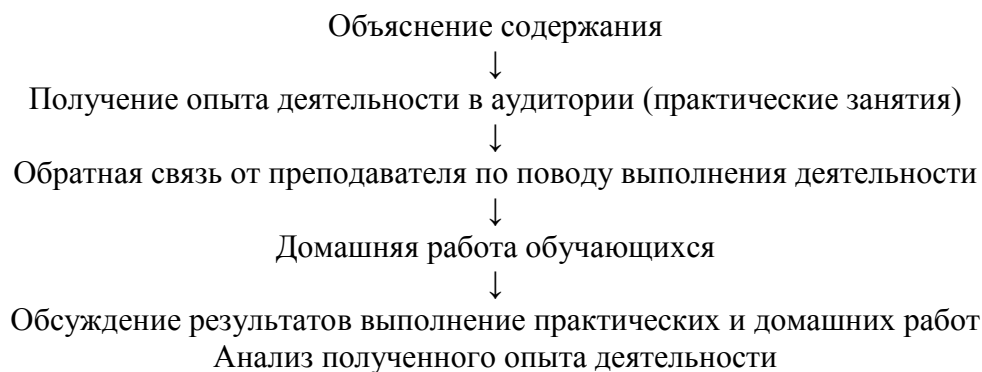 Объяснение содержания
↓
Получение опыта деятельности в аудитории (практические занятия)
↓
Обратная связь от преподавателя по поводу выполнения деятельности
↓
Домашняя работа обучающихся
↓
Обсуждение результатов выполнение практических и домашних работ
Анализ полученного опыта деятельности